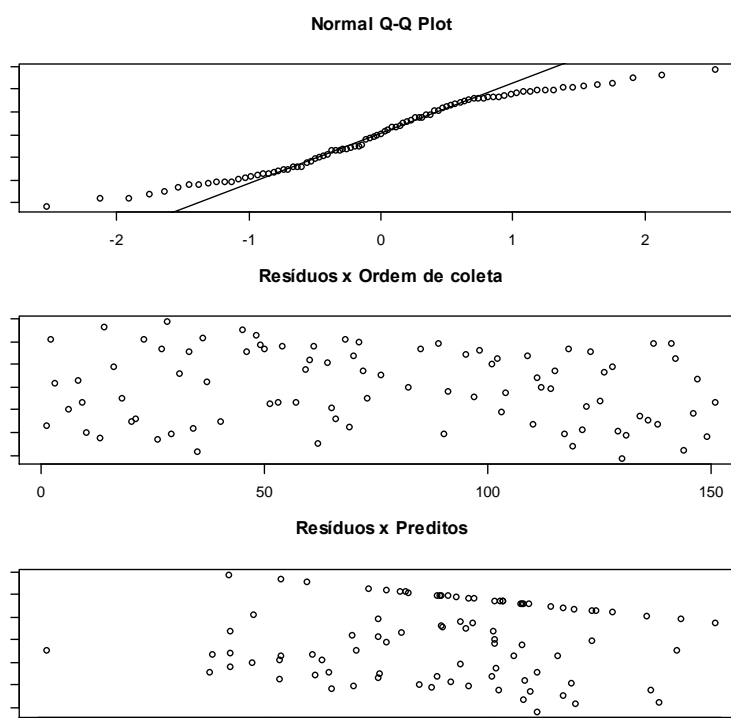 Normal Q-Q Plot
-2 -1 0 1 2
Resíduos x Ordem de coleta
0 50 100 150
Resíduos x Preditos